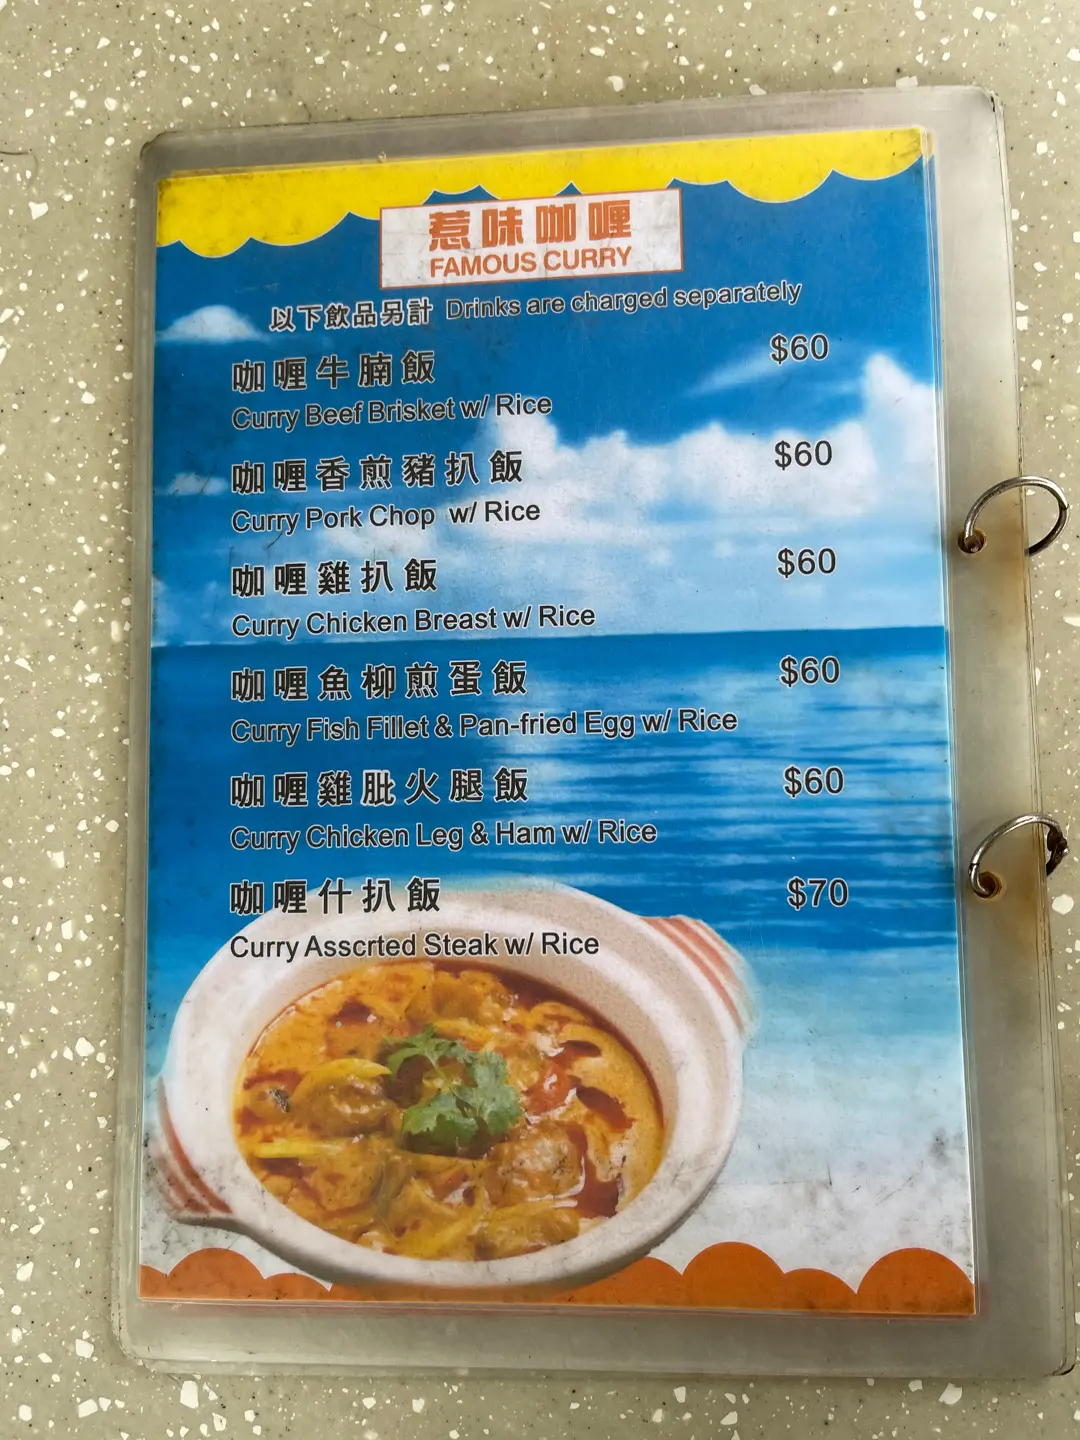 惹味咖喱
FAMOUS CURRY
以下飲品另計 Drinks are charged separately
咖喱牛腩飯 $60
Curry Beef Brisket w/ Rice
咖喱香煎豬扒飯 $60
Curry Pork Chop w/ Rice
咖喱雞扒飯 $60
Curry Chicken Breast w/ Rice
咖喱魚柳煎蛋飯 $60
Curry Fish Fillet & Pan-fried Egg w/ Rice
咖喱雞肶火腿飯 $60
Curry Chicken Leg & Ham w/ Rice
咖喱什扒飯 $70
Curry Asscrted Steak w/ Rice